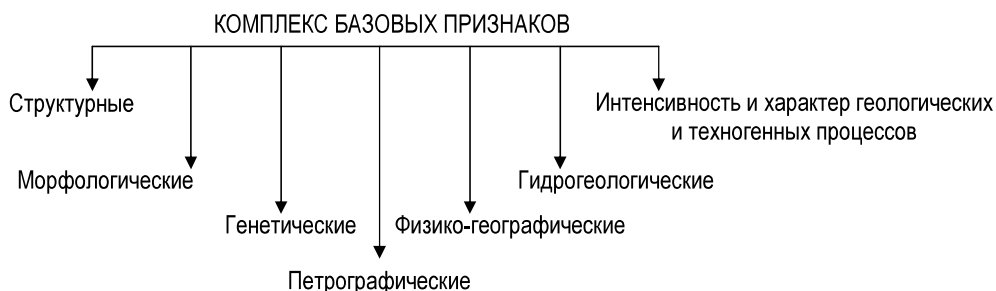 КОМПЛЕКС БАЗОВЫХ ПРИЗНАКОВ
Структурные
Интенсивность и характер геологических
и техногенных процессов
Морфологические
Гидрогеологические
Генетические
Физико-географические
Петрографические